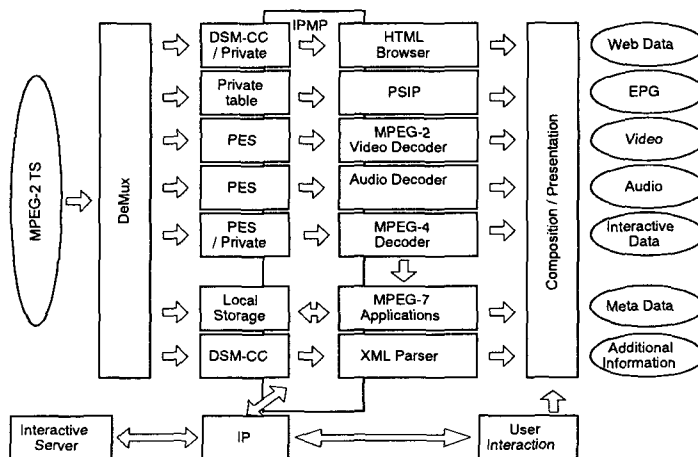 IPMP
DSM-CC
/ Private
HTML
Browser
Web Data
Private
table
PSIP
EPG
PES
MPEG-2
Video Decoder
Video
PES
Audio Decoder
Audio
PES
/ Private
MPEG-4
Decoder
Interactive
Data
MPEG-2 TS
DeMux
Composition / Presentation
Local
Storage
MPEG-7
Applications
Meta Data
DSM-CC
XML Parser
Additional
Information
Interactive
Server
IP
User
Interaction